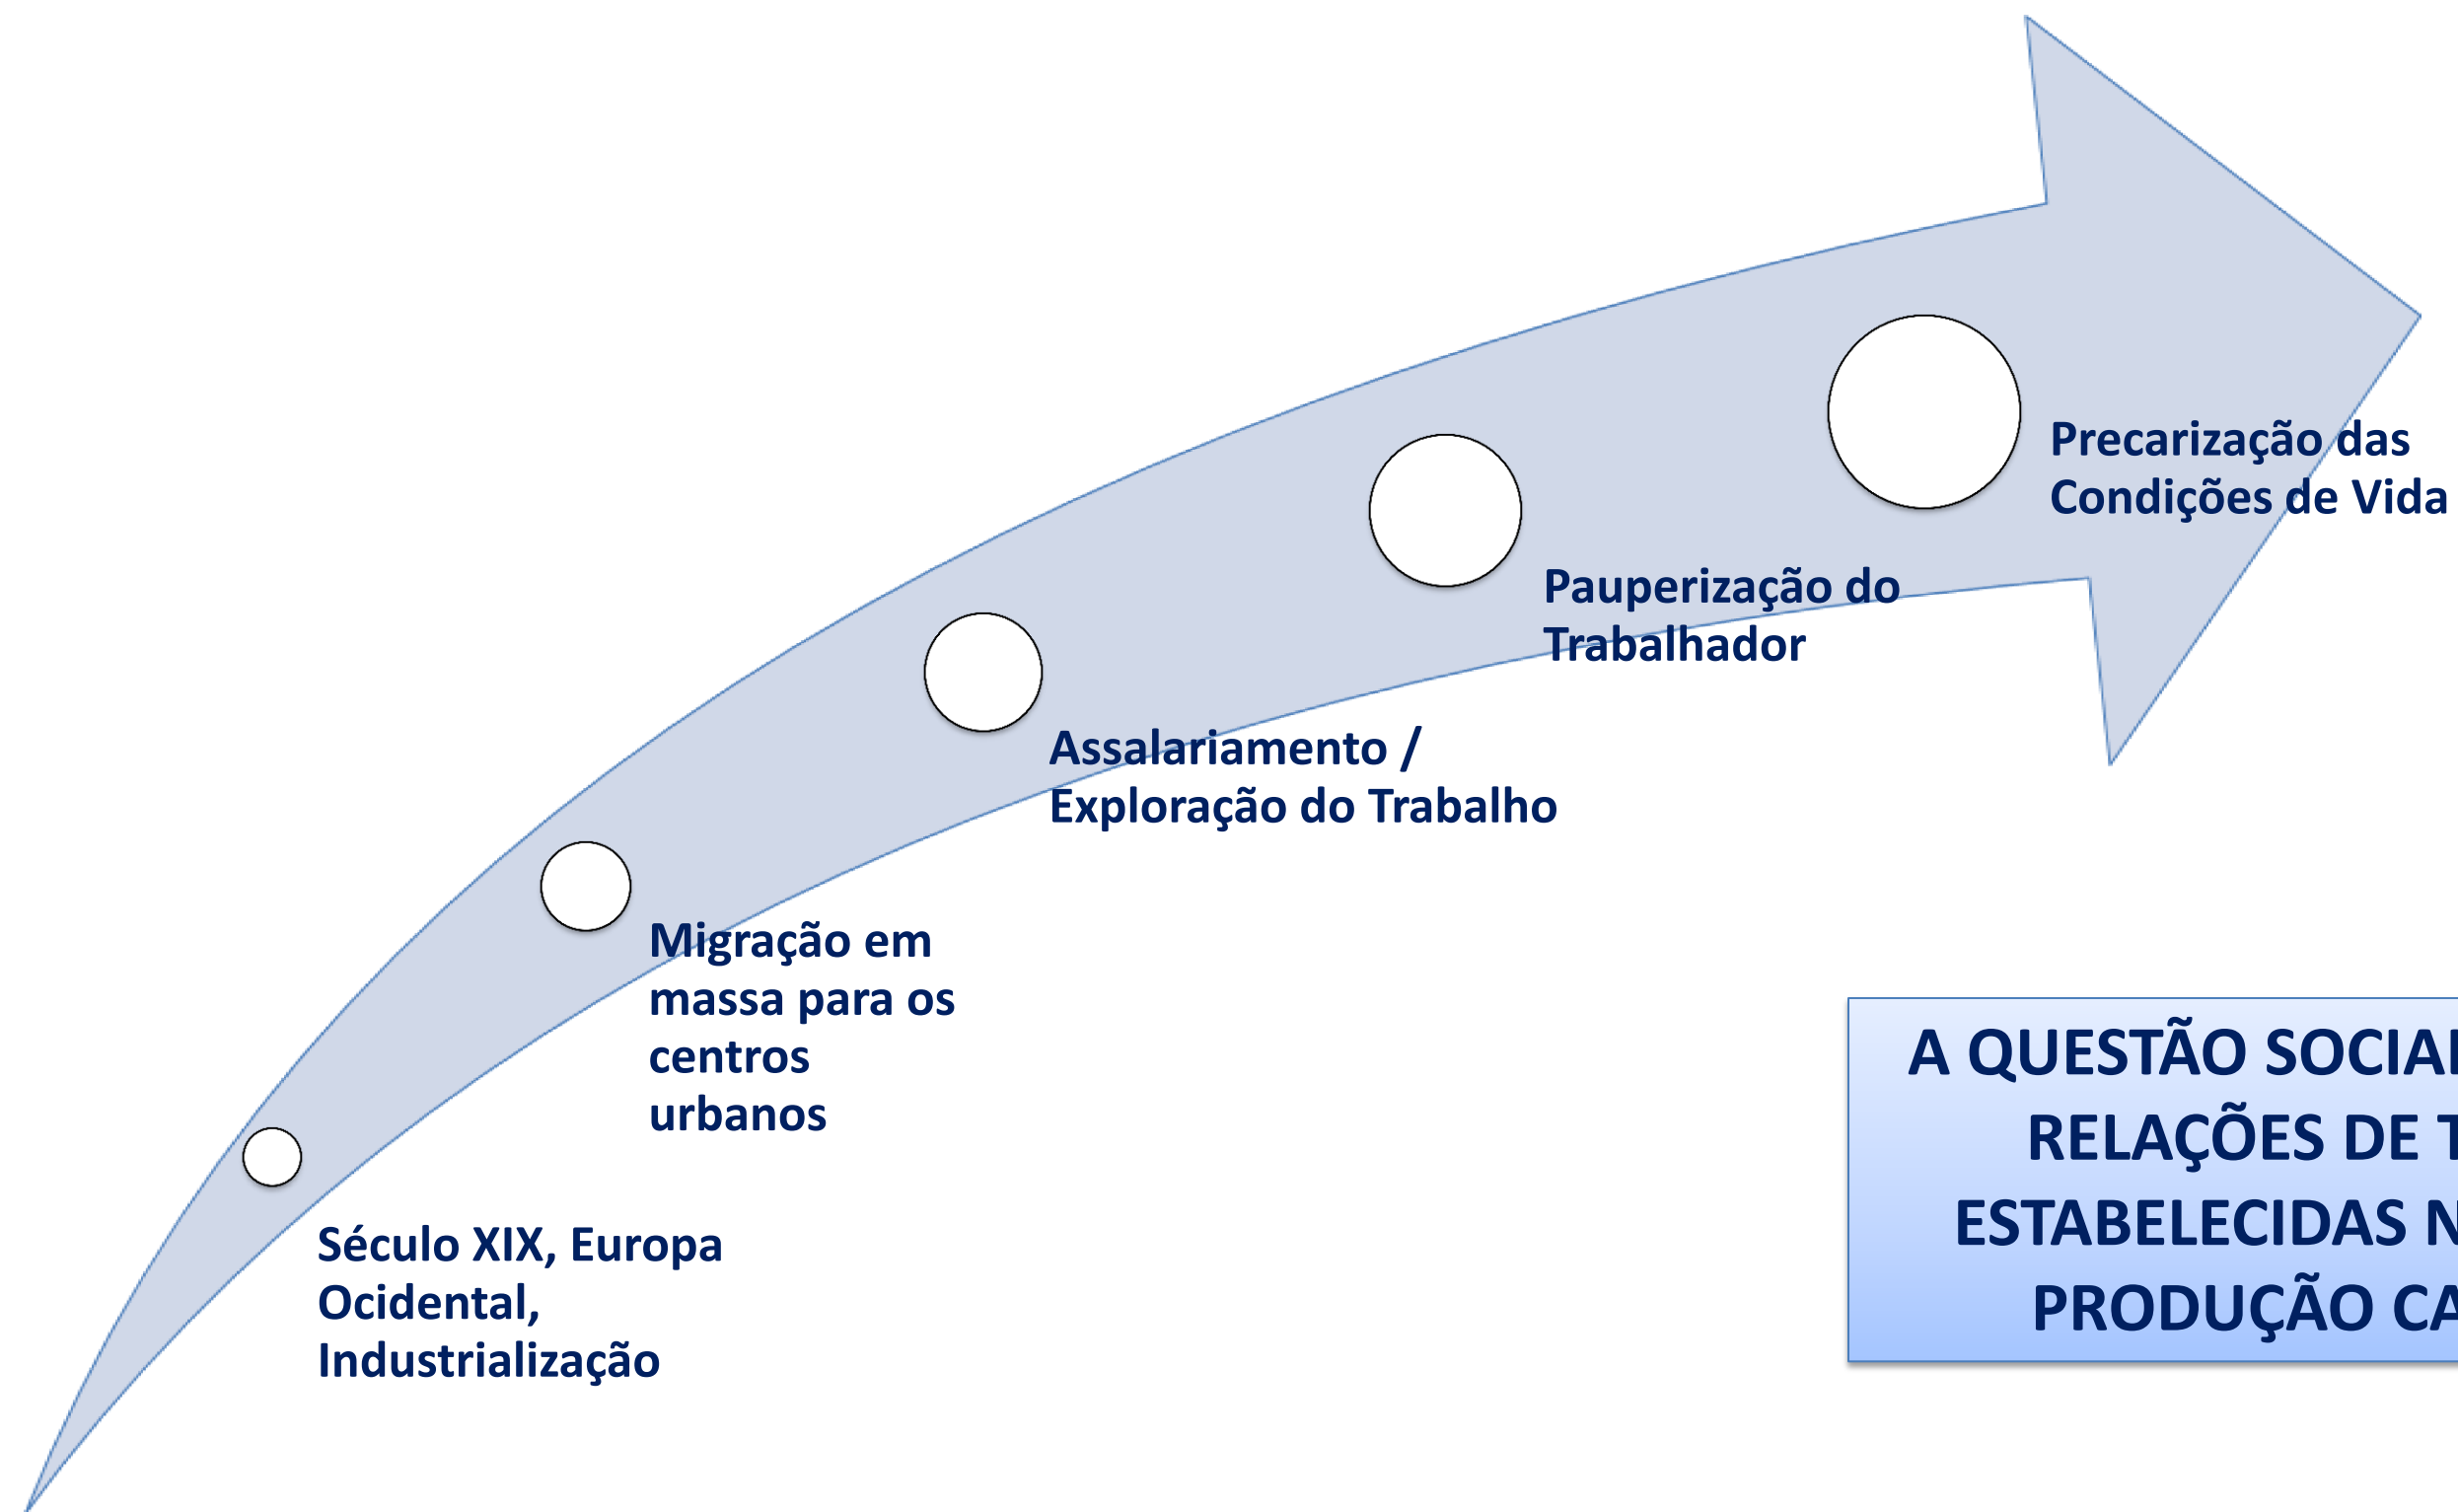 Precarização das
Condições de Vida
Pauperização do
Trabalhador
Assalariamento /
Exploração do Trabalho
Migração em
massa para os
centros
urbanos
Século XIX, Europa
Ocidental,
Industrialização
A QUESTÃO SOCIAL
RELAÇÕES DE
ESTABELECIDAS
PRODUÇÃO